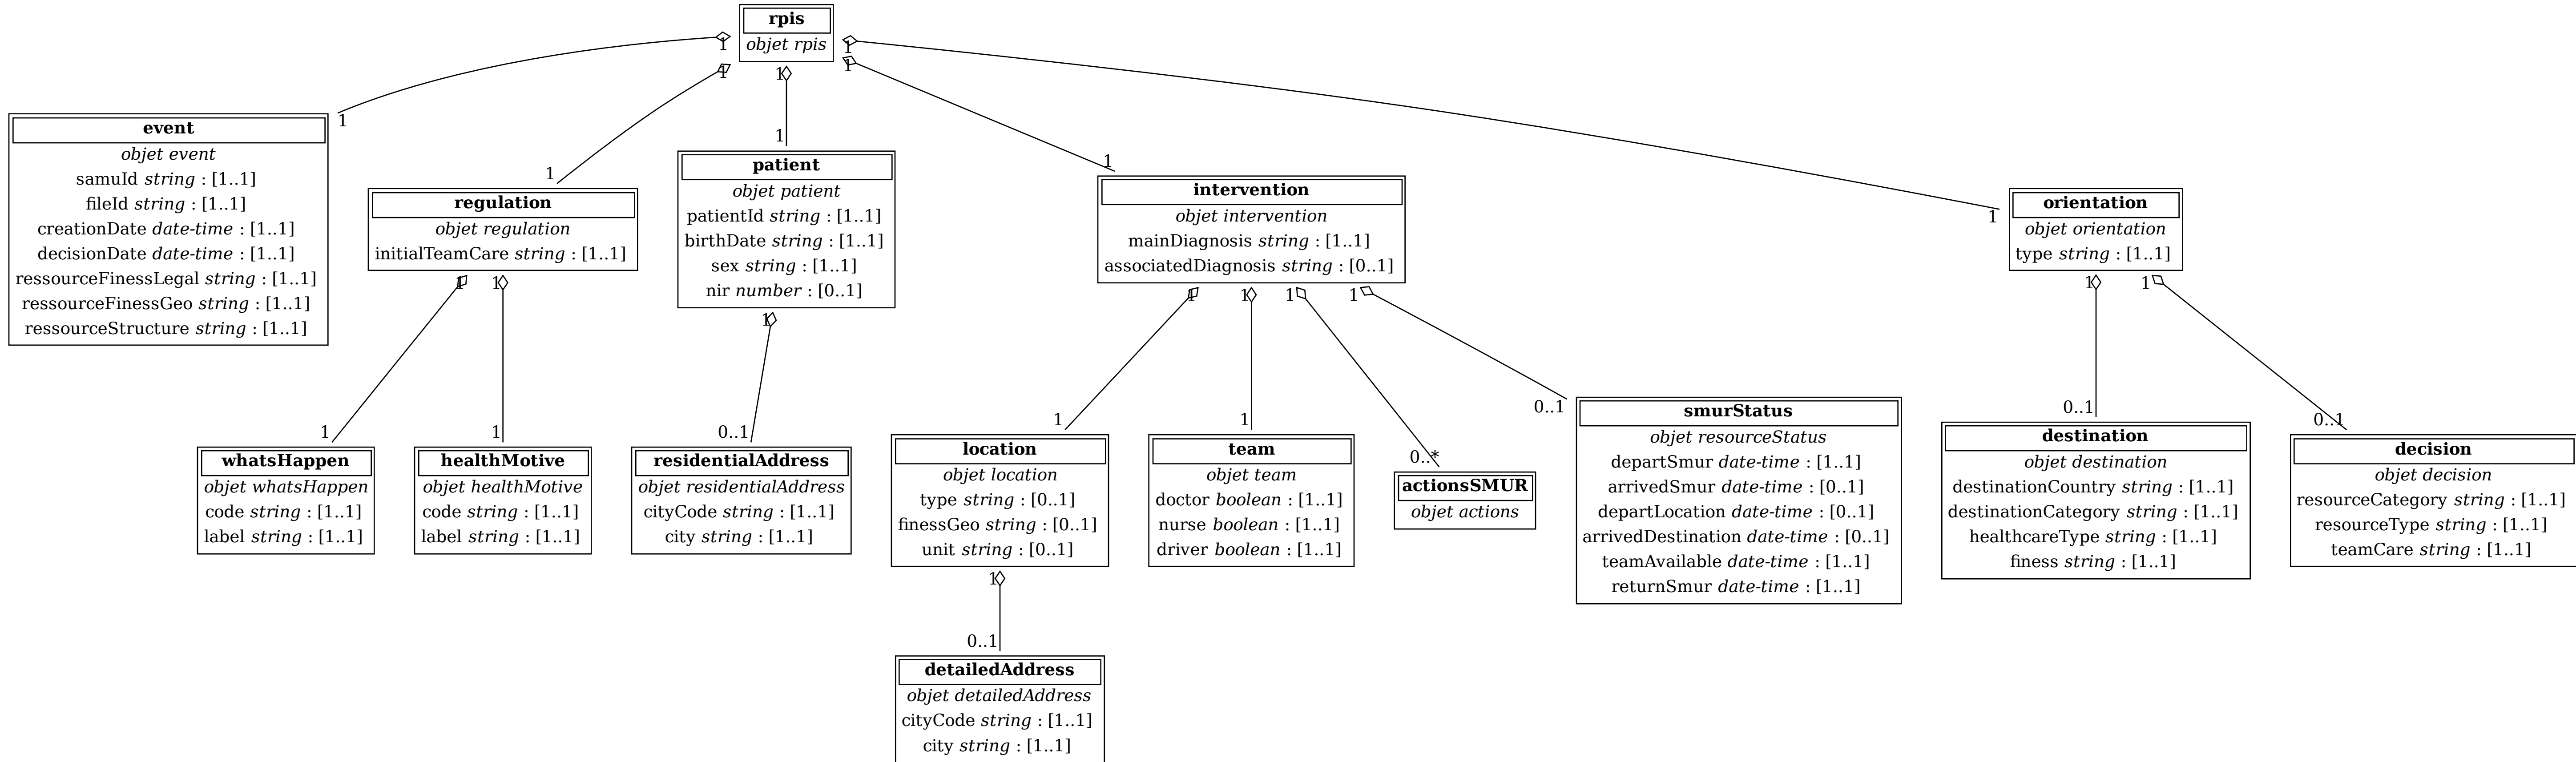 rpis
objet rpis
1
1
1
1
1
1
1
1
1
1
event
objet event
samuId string : [1..1]
fileId string : [1..1]
creationDate date-time : [1..1]
decisionDate date-time : [1..1]
ressourceFinessLegal string : [1..1]
ressourceFinessGeo string : [1..1]
ressourceStructure string : [1..1]
regulation
objet regulation
initialTeamCare string : [1..1]
patient
objet patient
patientId string : [1..1]
birthDate string : [1..1]
sex string : [1..1]
nir number : [0..1]
intervention
objet intervention
mainDiagnosis string : [1..1]
associatedDiagnosis string : [0..1]
orientation
objet orientation
type string : [1..1]
1
1
1
1
1
1
1
1
1
1
1
0..1
1
1
0..*
0..1
0..1
0..1
whatsHappen
objet whatsHappen
code string : [1..1]
label string : [1..1]
healthMotive
objet healthMotive
code string : [1..1]
label string : [1..1]
residentialAddress
objet residentialAddress
cityCode string : [1..1]
city string : [1..1]
location
objet location
type string : [0..1]
finessGeo string : [0..1]
unit string : [0..1]
team
objet team
doctor boolean : [1..1]
nurse boolean : [1..1]
driver boolean : [1..1]
actionsSMUR
objet actions
smurStatus
objet resourceStatus
departSmur date-time : [1..1]
arrivedSmur date-time : [0..1]
departLocation date-time : [0..1]
arrivedDestination date-time : [0..1]
teamAvailable date-time : [1..1]
returnSmur date-time : [1..1]
destination
objet destination
destinationCountry string : [1..1]
destinationCategory string : [1..1]
healthcareType string : [1..1]
finess string : [1..1]
decision
objet decision
resourceCategory string : [1..1]
resourceType string : [1..1]
teamCare string : [1..1]
1
0..1
detailedAddress
objet detailedAddress
cityCode string : [1..1]
city string : [1..1]